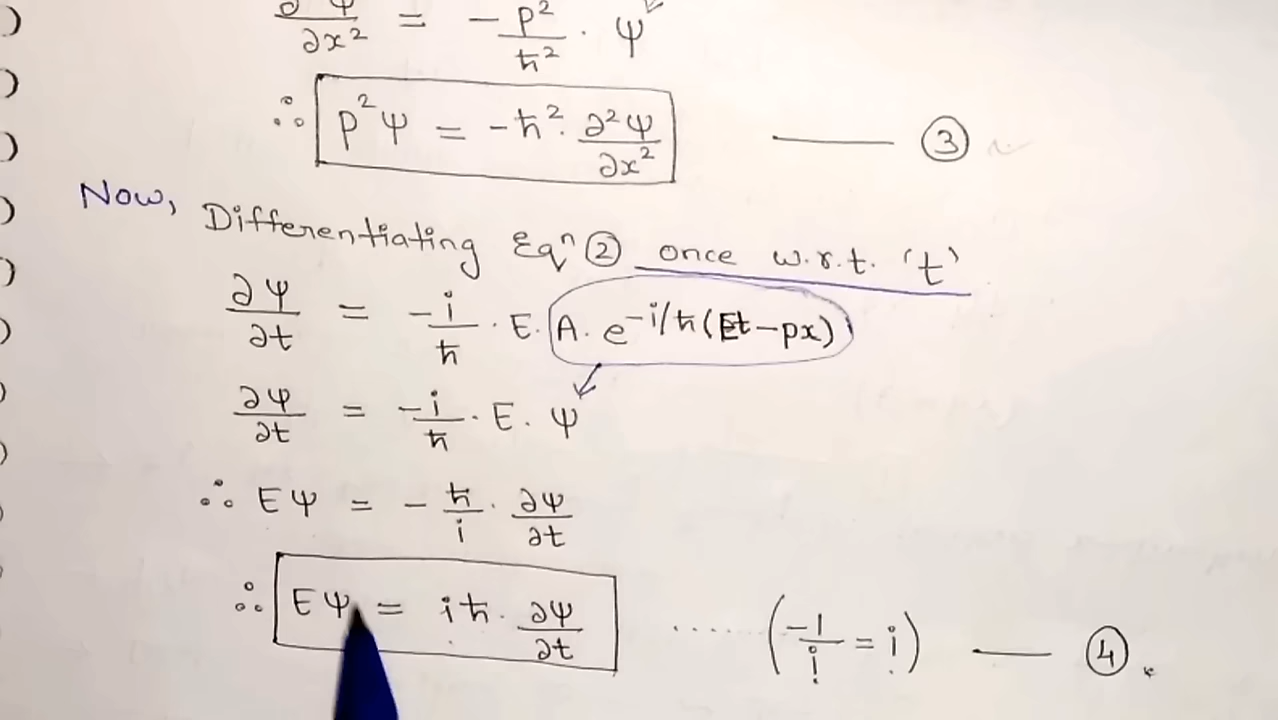 ∂²ψ/∂x² = -p²/ħ² · ψ
∴ p²ψ = -ħ² · ∂²ψ/∂x² —— ③
Now, Differentiating Eqⁿ ② once w.r.t. 't'
∂ψ/∂t = -i/ħ · E. A. e^{-i/ħ(Et-px)}
∂ψ/∂t = -i/ħ · E. ψ
∴ Eψ = - ħ/i · ∂ψ/∂t
∴ Eψ = iħ · ∂ψ/∂t ...... (-1/i = i) —— ④.